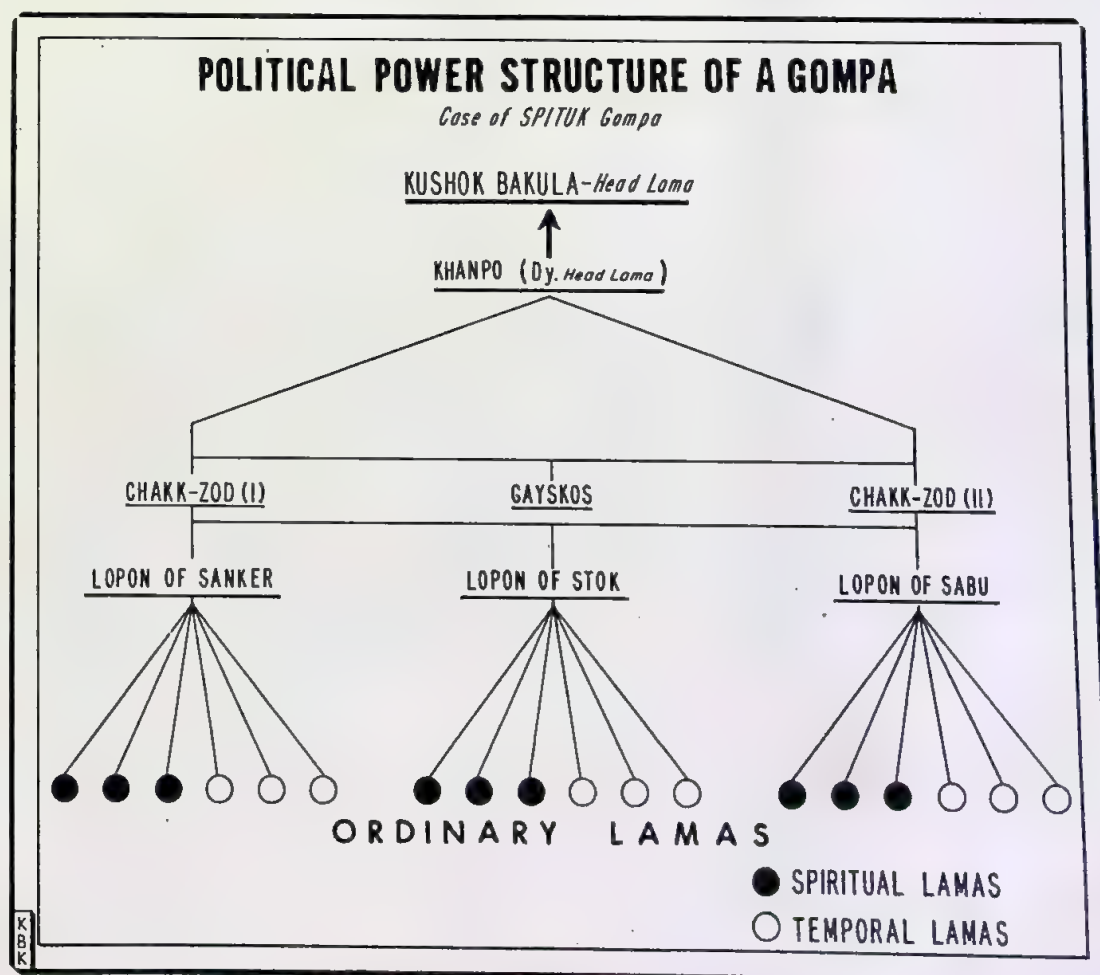 POLITICAL POWER STRUCTURE OF A GOMPA
Case of SPITUK Gompa
KUSHOK BAKULA-Head Lama
KHANPO (Dy. Head Lama)
CHAKK-ZOD (I)
GAYSKOS
CHAKK-ZOD (II)
LOPON OF SANKER
LOPON OF STOK
LOPON OF SABU
ORDINARY LAMAS
SPIRITUAL LAMAS
TEMPORAL LAMAS
KBK